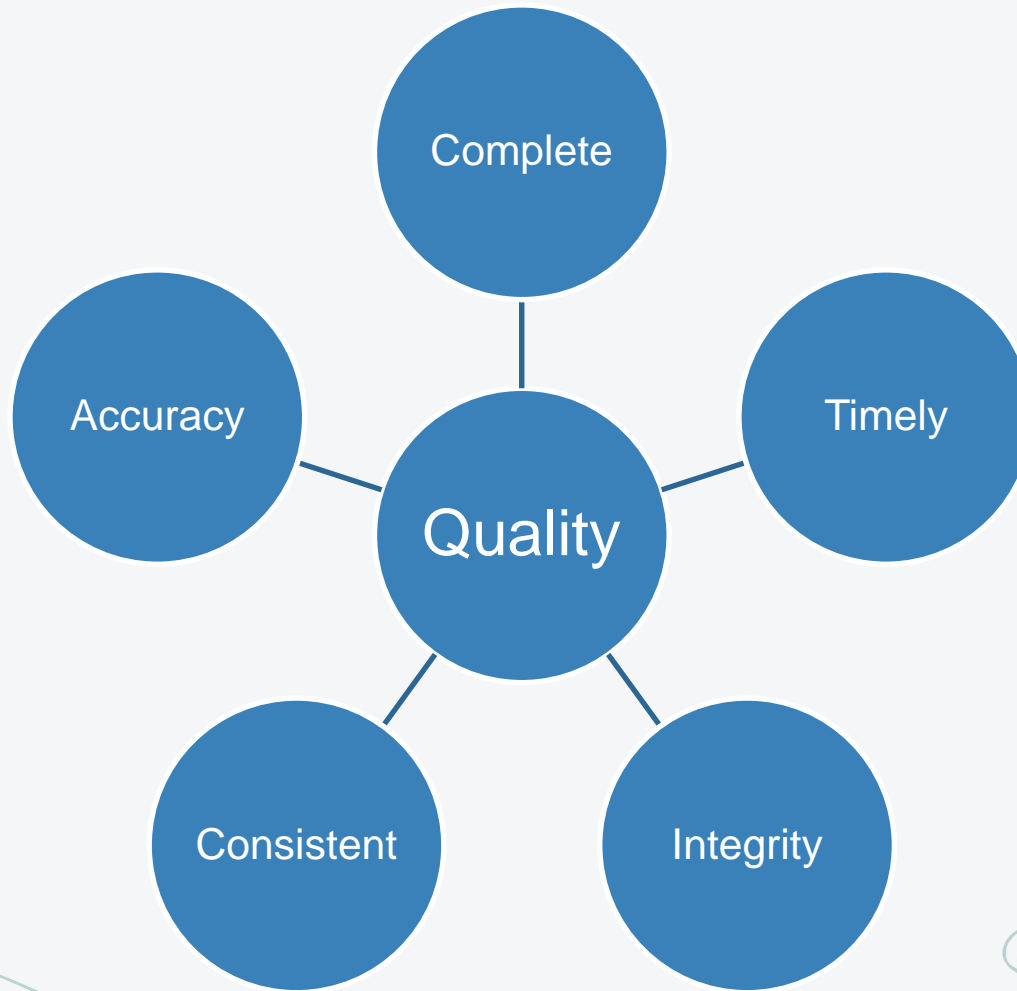 Complete
Accuracy
Timely
Quality
Consistent
Integrity